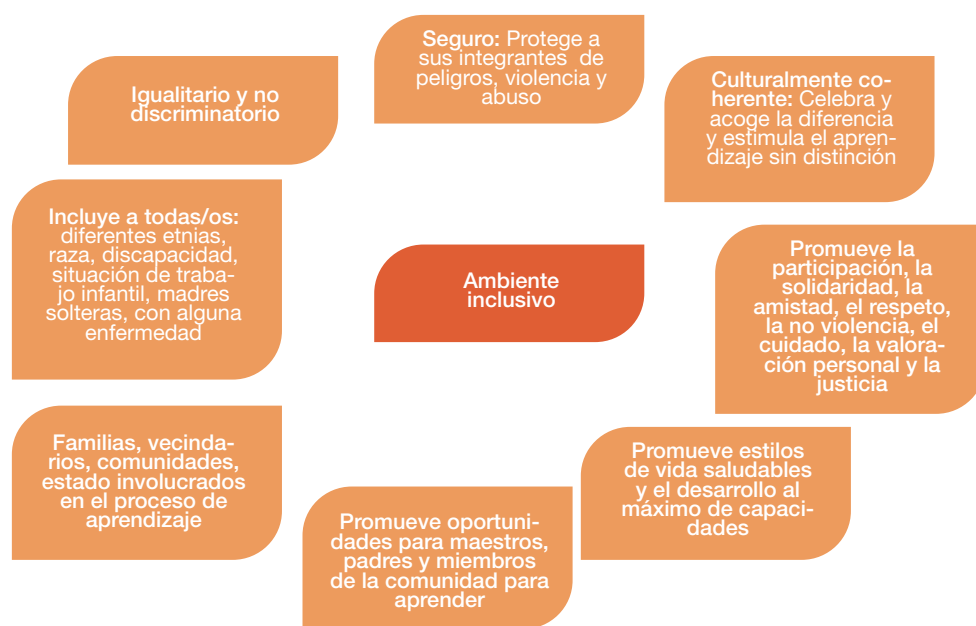 Seguro: Protege a
sus integrantes de
peligros, violencia y
abuso
Igualitario y no
discriminatorio
Culturalmente co-
herente: Celebra y
acoge la diferencia
y estimula el apren-
dizaje sin distinción
Incluye a todas/os:
diferentes etnias,
raza, discapacidad,
situación de traba-
jo infantil, madres
solteras, con alguna
enfermedad
Ambiente
inclusivo
Promueve la
participación, la
solidaridad, la
amistad, el respeto,
la no violencia, el
cuidado, la valora-
ción personal y la
justicia
Familias, vecinda-
rios, comunidades,
estado involucrados
en el proceso de
aprendizaje
Promueve oportuni-
dades para maestros,
padres y miembros
de la comunidad para
aprender
Promueve estilos
de vida saludables
y el desarrollo al
máximo de capaci-
dades